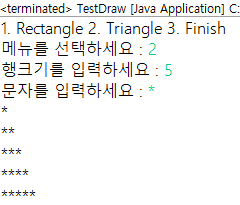 <terminated> TestDraw [Java Application] C:
1. Rectangle 2. Triangle 3. Finish
메뉴를 선택하세요 : 2
행크기를 입력하세요 : 5
문자를 입력하세요 : *
*
**
***
****
*****